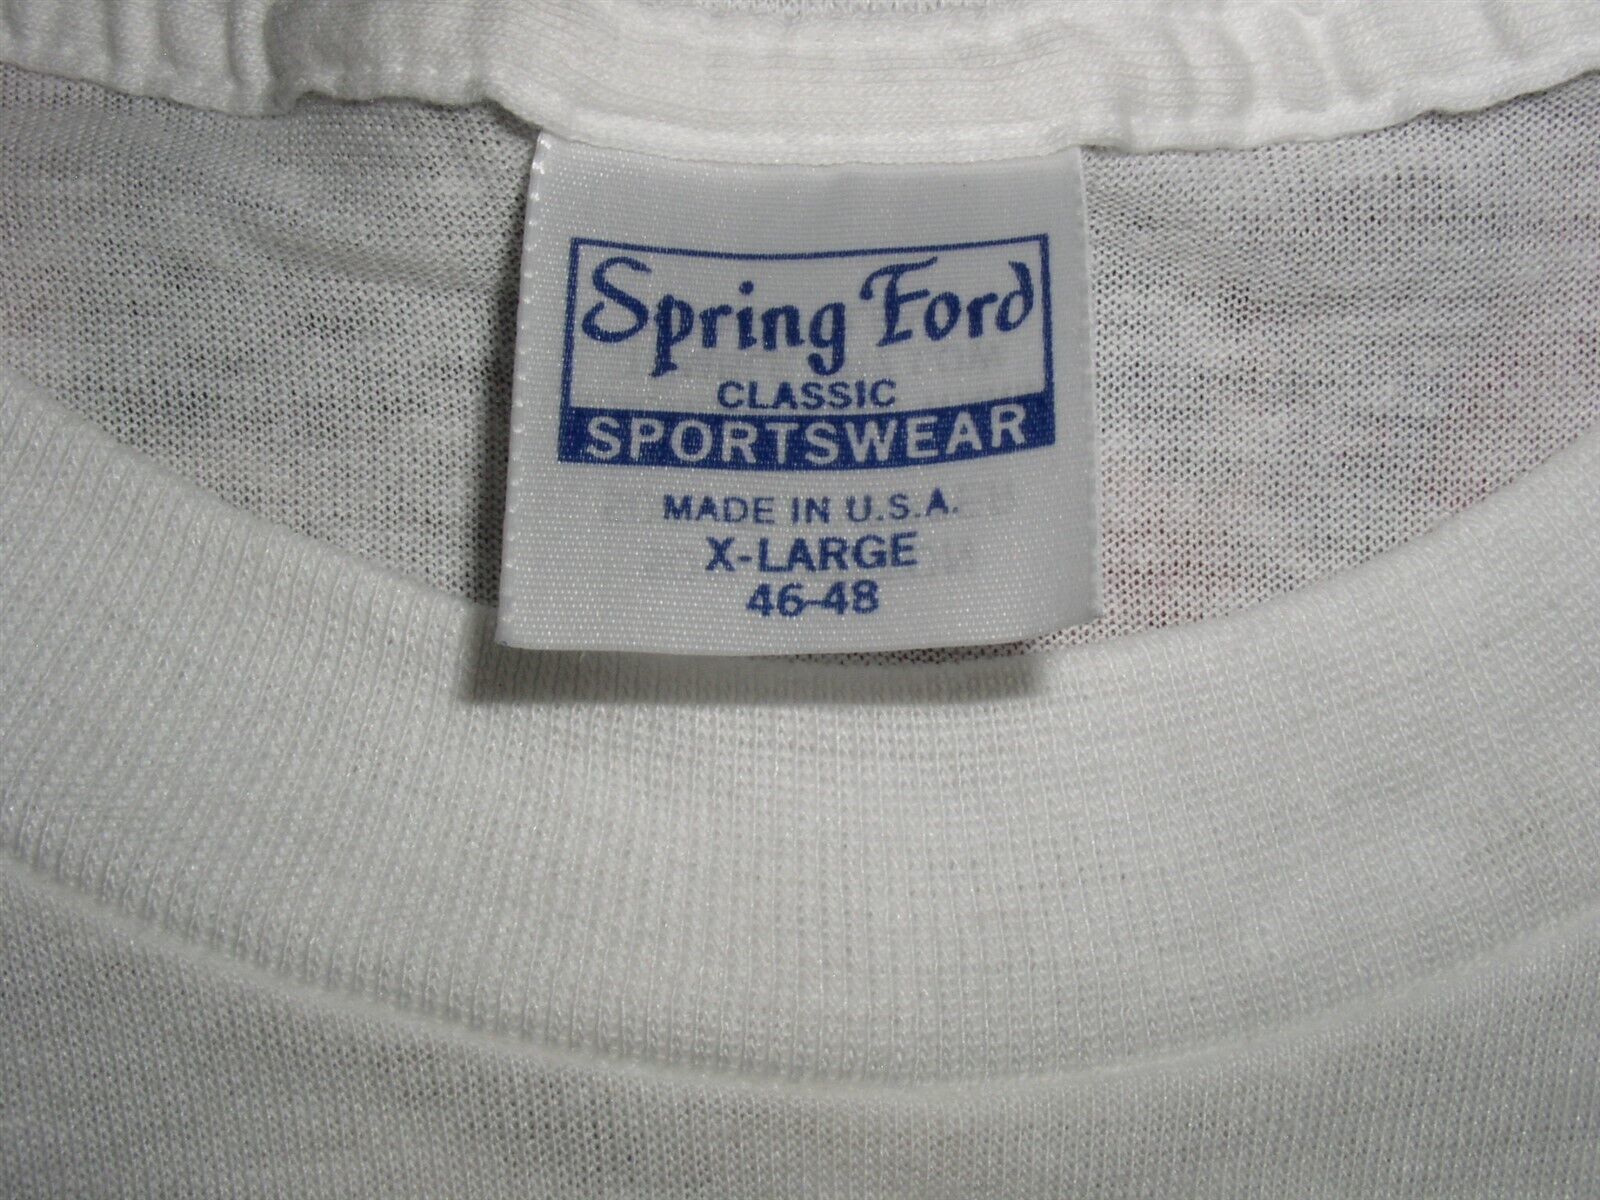 Spring Ford
CLASSIC
SPORTSWEAR
MADE IN U.S.A.
X-LARGE
46-48